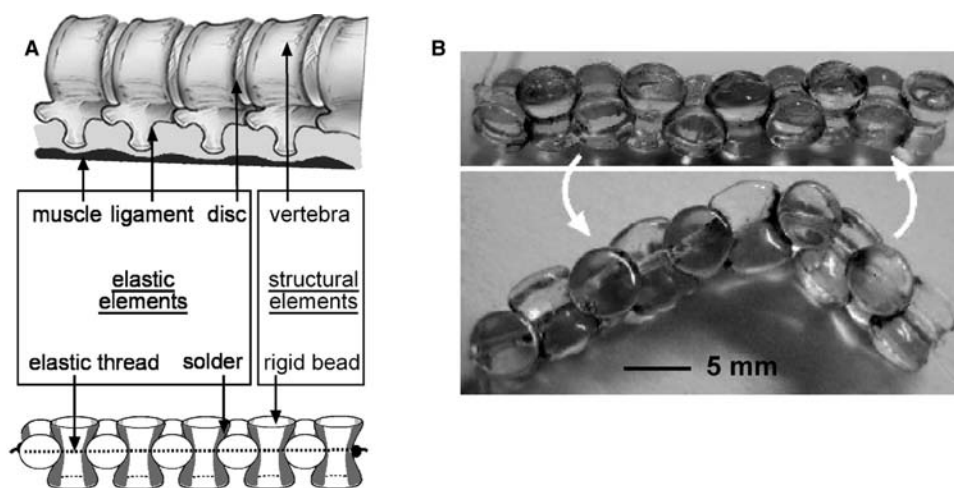 A
muscle ligament disc vertebra
elastic
elements
structural
elements
elastic thread solder rigid bead
B
5 mm